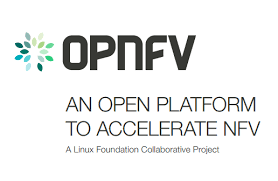 OPNFV
AN OPEN PLATFORM
TO ACCELERATE NFV
A Linux Foundation Collaborative Project